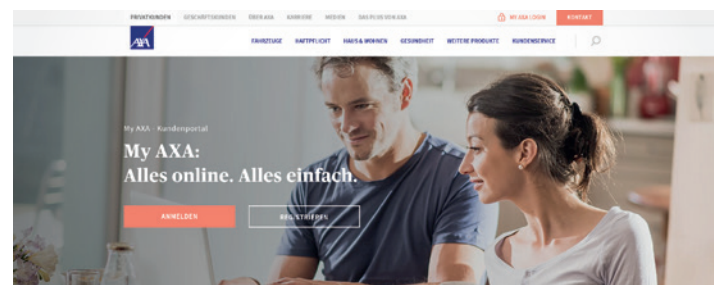 PRIVATKUNDEN GESCHÄFTSKUNDEN ÜBER AXA KARRIERE MEDIEN DAS PLUS VON AXA MY AXA LOGIN KONTAKT
AXA FAHRZEUGE HAFTPFLICHT HAUS & WOHNEN GESUNDHEIT WEITERE PRODUKTE KUNDENSERVICE
My AXA - Kundenportal
My AXA:
Alles online. Alles einfach.
ANMELDEN REGISTRIEREN